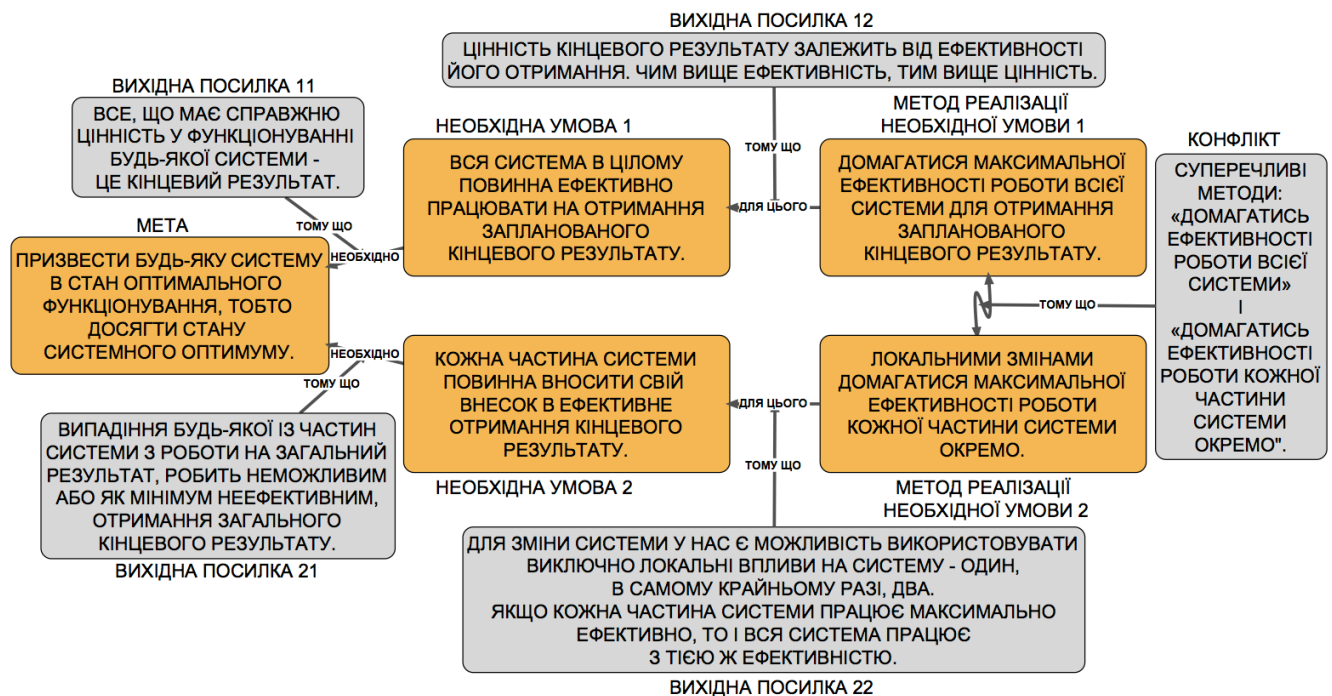 ВИХІДНА ПОСИЛКА 12
ЦІННІСТЬ КІНЦЕВОГО РЕЗУЛЬТАТУ ЗАЛЕЖИТЬ ВІД ЕФЕКТИВНОСТІ
ЙОГО ОТРИМАННЯ. ЧИМ ВИЩЕ ЕФЕКТИВНІСТЬ, ТИМ ВИЩЕ ЦІННІСТЬ.
ВИХІДНА ПОСИЛКА 11
ВСЕ, ЩО МАЄ СПРАВЖНЮ
ЦІННІСТЬ У ФУНКЦІОНУВАННІ
БУДЬ-ЯКОЇ СИСТЕМИ -
ЦЕ КІНЦЕВИЙ РЕЗУЛЬТАТ.
ТОМУ ЩО
НЕОБХІДНО
МЕТА
ПРИЗВЕСТИ БУДЬ-ЯКУ СИСТЕМУ
В СТАН ОПТИМАЛЬНОГО
ФУНКЦІОНУВАННЯ, ТОБТО
ДОСЯГТИ СТАНУ
СИСТЕМНОГО ОПТИМУМУ.
НЕОБХІДНА УМОВА 1
ВСЯ СИСТЕМА В ЦІЛОМУ
ПОВИННА ЕФЕКТИВНО
ПРАЦЮВАТИ НА ОТРИМАННЯ
ЗАПЛАНОВАНОГО
КІНЦЕВОГО РЕЗУЛЬТАТУ.
ТОМУ ЩО
ДЛЯ ЦЬОГО
МЕТОД РЕАЛІЗАЦІЇ
НЕОБХІДНОЇ УМОВИ 1
ДОМАГАТИСЯ МАКСИМАЛЬНОЇ
ЕФЕКТИВНОСТІ РОБОТИ ВСІЄЇ
СИСТЕМИ ДЛЯ ОТРИМАННЯ
ЗАПЛАНОВАНОГО
КІНЦЕВОГО РЕЗУЛЬТАТУ.
КОНФЛІКТ
СУПЕРЕЧЛИВІ
МЕТОДИ:
«ДОМАГАТИСЬ
ЕФЕКТИВНОСТІ
РОБОТИ ВСІЄЇ
СИСТЕМИ»
І
«ДОМАГАТИСЬ
ЕФЕКТИВНОСТІ
РОБОТИ КОЖНОЇ
ЧАСТИНИ
СИСТЕМИ
ОКРЕМО".
ТОМУ ЩО
НЕОБХІДНО
ТОМУ ЩО
КОЖНА ЧАСТИНА СИСТЕМИ
ПОВИННА ВНОСИТИ СВІЙ
ВНЕСОК В ЕФЕКТИВНЕ
ОТРИМАННЯ КІНЦЕВОГО
РЕЗУЛЬТАТУ.
НЕОБХІДНА УМОВА 2
ДЛЯ ЦЬОГО
ТОМУ ЩО
ЛОКАЛЬНИМИ ЗМІНАМИ
ДОМАГАТИСЯ МАКСИМАЛЬНОЇ
ЕФЕКТИВНОСТІ РОБОТИ
КОЖНОЇ ЧАСТИНИ СИСТЕМИ
ОКРЕМО.
МЕТОД РЕАЛІЗАЦІЇ
НЕОБХІДНОЇ УМОВИ 2
ВИПАДІННЯ БУДЬ-ЯКОЇ ІЗ ЧАСТИН
СИСТЕМИ З РОБОТИ НА ЗАГАЛЬНИЙ
РЕЗУЛЬТАТ, РОБИТЬ НЕМОЖЛИВИМ
АБО ЯК МІНІМУМ НЕЕФЕКТИВНИМ,
ОТРИМАННЯ ЗАГАЛЬНОГО
КІНЦЕВОГО РЕЗУЛЬТАТУ.
ВИХІДНА ПОСИЛКА 21
ДЛЯ ЗМІНИ СИСТЕМИ У НАС Є МОЖЛИВІСТЬ ВИКОРИСТОВУВАТИ
ВИКЛЮЧНО ЛОКАЛЬНІ ВПЛИВИ НА СИСТЕМУ - ОДИН,
В САМОМУ КРАЙНЬОМУ РАЗІ, ДВА.
ЯКЩО КОЖНА ЧАСТИНА СИСТЕМИ ПРАЦЮЄ МАКСИМАЛЬНО
ЕФЕКТИВНО, ТО І ВСЯ СИСТЕМА ПРАЦЮЄ
З ТІЄЮ Ж ЕФЕКТИВНІСТЮ.
ВИХІДНА ПОСИЛКА 22